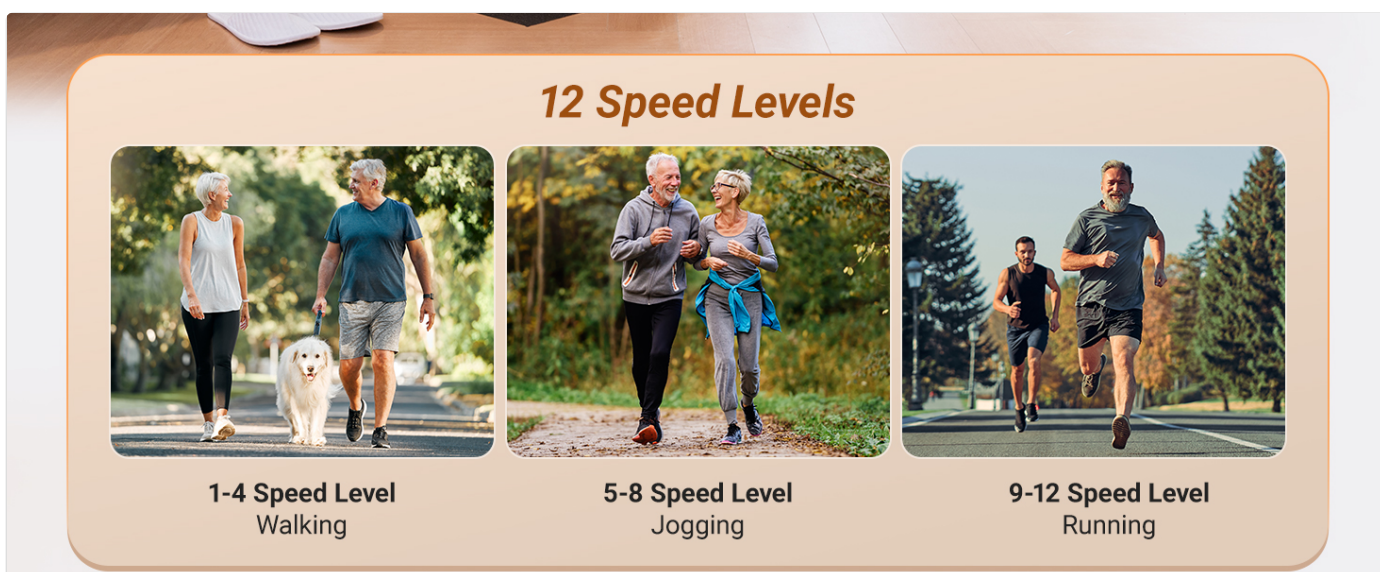 12 Speed Levels
1-4 Speed Level
Walking
5-8 Speed Level
Jogging
9-12 Speed Level
Running